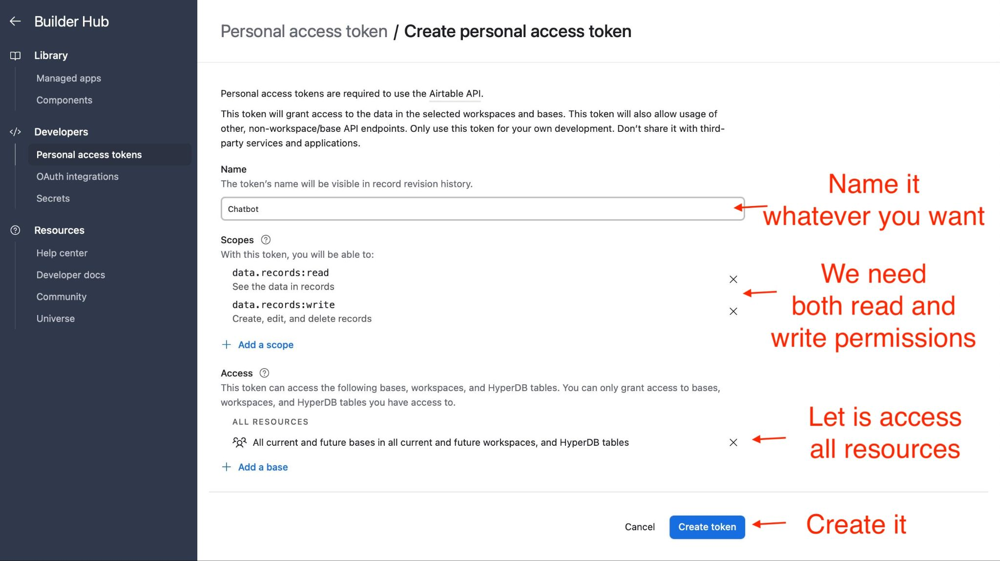 Builder Hub
Library
Managed apps
Components
Developers
Personal access tokens
OAuth integrations
Secrets
Resources
Help center
Developer docs
Community
Universe
Personal access token / Create personal access token
Personal access tokens are required to use the Airtable API.
This token will grant access to the data in the selected workspaces and bases. This token will also allow usage of
other, non-workspace/base API endpoints. Only use this token for your own development. Don’t share it with third-
party services and applications.
Name
The token’s name will be visible in record revision history.
Chatbot
Name it
whatever you want
Scopes
With this token, you will be able to:
data.records:read
See the data in records
data.records:write
Create, edit, and delete records
We need
both read and
write permissions
+ Add a scope
Access
This token can access the following bases, workspaces, and HyperDB tables. You can only grant access to bases,
workspaces, and HyperDB tables you have access to.
ALL RESOURCES
All current and future bases in all current and future workspaces, and HyperDB tables
Let is access
all resources
+ Add a base
Cancel
Create token
Create it